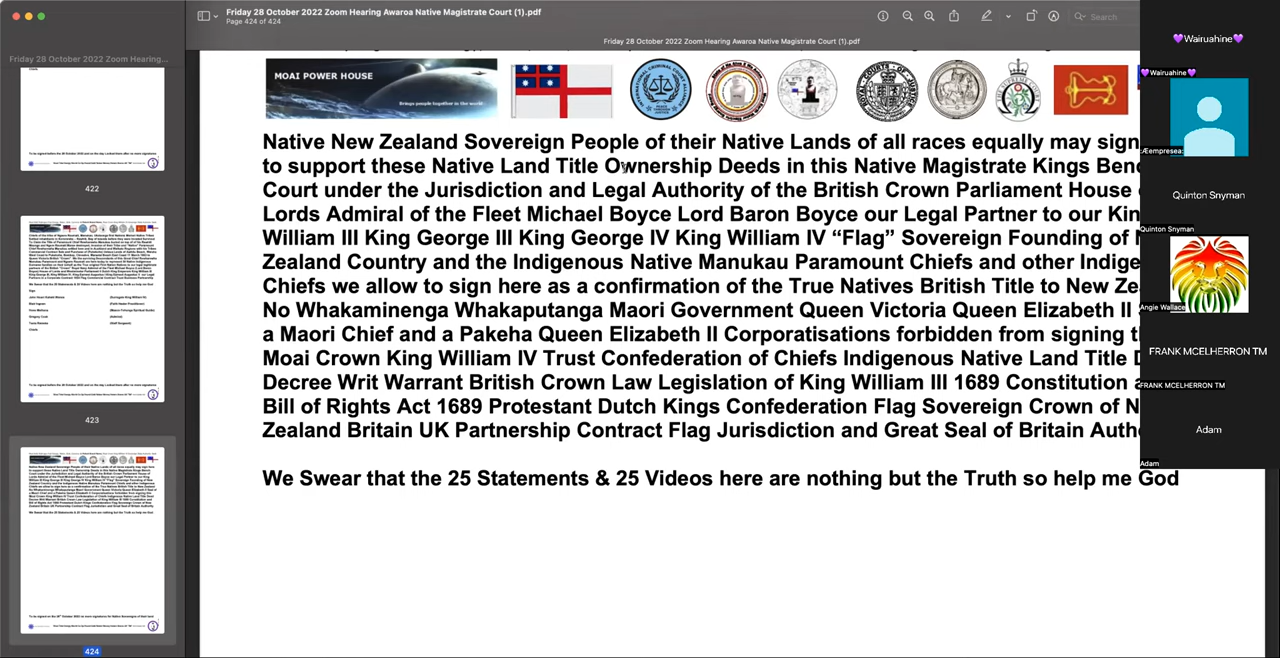 Friday 28 October 2022 Zoom Hearing Awaroa Native Magistrate Court (1).pdf
Page 424 of 424
Search
Friday 28 October 2022 Zoom Hearing...
Friday 28 October 2022 Zoom Hearing Awaroa Native Magistrate Court (1).pdf
422
423
424
MOAI POWER HOUSE
Brings people together in the world
Native New Zealand Sovereign People of their Native Lands of all races equally may sign
to support these Native Land Title Ownership Deeds in this Native Magistrate Kings Bene
Court under the Jurisdiction and Legal Authority of the British Crown Parliament House
Lords Admiral of the Fleet Michael Boyce Lord Baron Boyce our Legal Partner to our Kin
William III King George III King George IV King William IV “Flag” Sovereign Founding of
Zealand Country and the Indigenous Native Manukau Paramount Chiefs and other Indige
Chiefs we allow to sign here as a confirmation of the True Natives British Title to New Ze
No Whakaminenga Whakaputanga Maori Government Queen Victoria Queen Elizabeth II
a Maori Chief and a Pakeha Queen Elizabeth II Corporatisations forbidden from signing t
Moai Crown King William IV Trust Confederation of Chiefs Indigenous Native Land Title
Decree Writ Warrant British Crown Law Legislation of King William III 1689 Constitution
Bill of Rights Act 1689 Protestant Dutch Kings Confederation Flag Sovereign Crown of N
Zealand Britain UK Partnership Contract Flag Jurisdiction and Great Seal of Britain Auth
We Swear that the 25 Statements & 25 Videos here are nothing but the Truth so help me God
💜Wairuahine💜
💜Wairuahine💜
Æempresea:
Quinton Snyman
Quinton Snyman
Angie Wallace
FRANK MCELHERRON TM
FRANK MCELHERRON TM
Adam
Adam